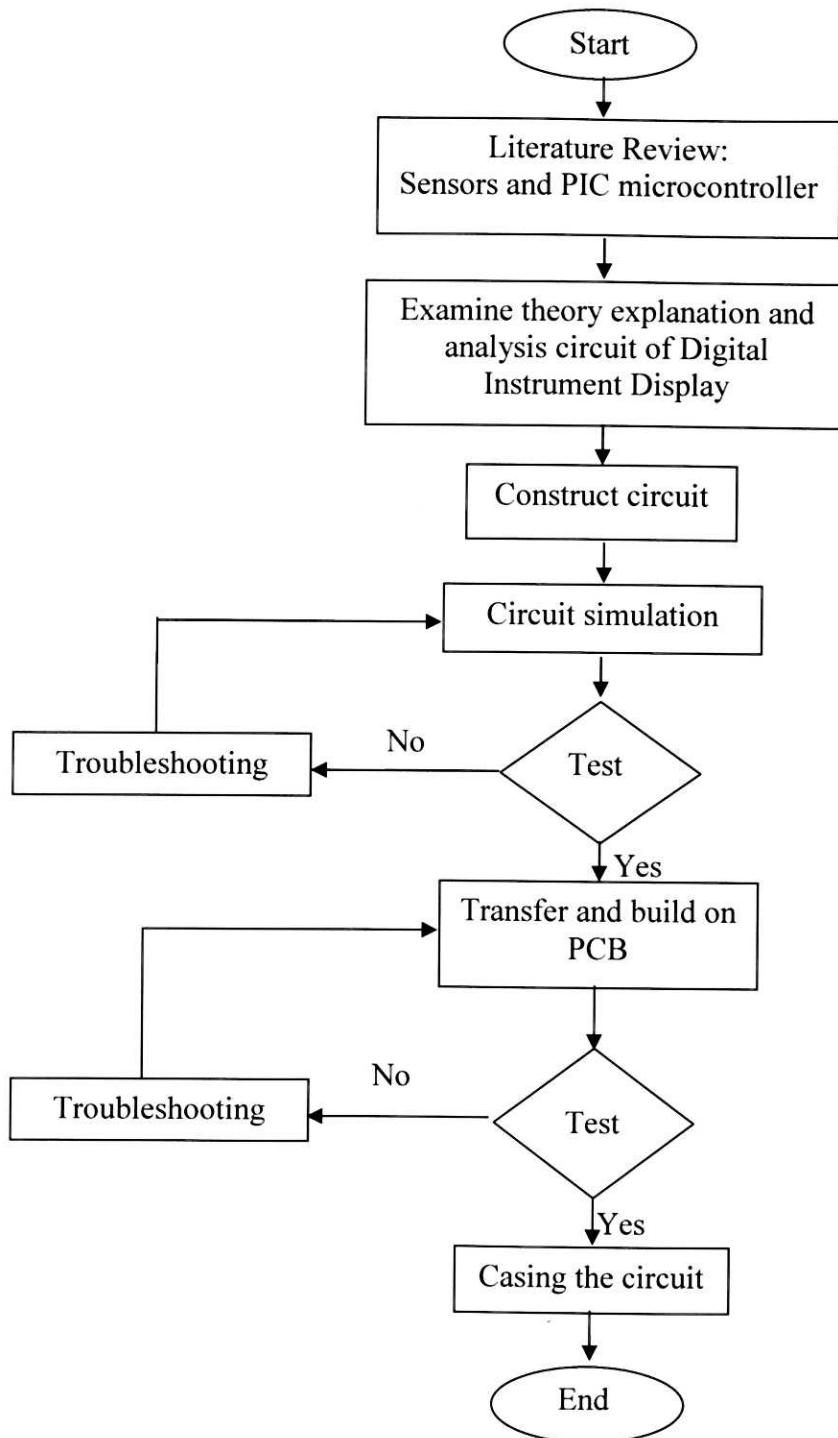 Start
Literature Review:
Sensors and PIC microcontroller
Examine theory explanation and
analysis circuit of Digital
Instrument Display
Construct circuit
Circuit simulation
No
Troubleshooting
Test
Yes
Transfer and build on
PCB
No
Troubleshooting
Test
Yes
Casing the circuit
End